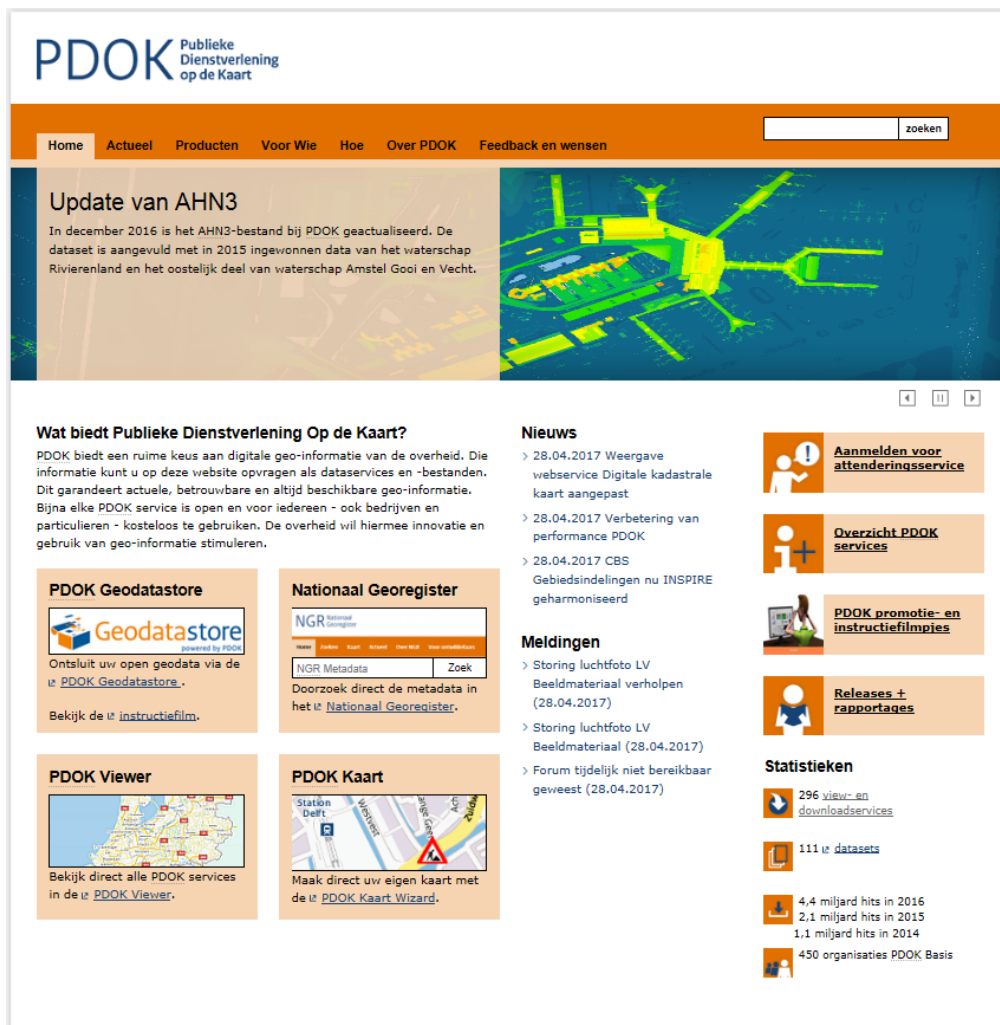 PDOK Publieke
Dienstverlening
op de Kaart
zoeken
Home Actueel Producten Voor Wie Hoe Over PDOK Feedback en wensen
Update van AHN3
In december 2016 is het AHN3-bestand bij PDOK geactualiseerd. De
dataset is aangevuld met in 2015 ingewonnen data van het waterschap
Rivierenland en het oostelijk deel van waterschap Amstel Gooi en Vecht.
Wat biedt Publieke Dienstverlening Op de Kaart?
PDOK biedt een ruime keus aan digitale geo-informatie van de overheid. Die
informatie kunt u op deze website opvragen als dataservices en -bestanden.
Dit garandeert actuele, betrouwbare en altijd beschikbare geo-informatie.
Bijna elke PDOK service is open en voor iedereen - ook bedrijven en
particulieren - kosteloos te gebruiken. De overheid wil hiermee innovatie en
gebruik van geo-informatie stimuleren.
PDOK Geodatastore
Geodatastore
powered by PDOK
Ontsluit uw open geodata via de
PDOK Geodatastore .
Bekijk de instructiefilm.
Nationaal Georegister
NGR Nationaal
Georegister
Home Zoeken Kaart Actueel Over NGR Voor ontwikkelaars
NGR Metadata Zoek
Doorzoek direct de metadata in
het Nationaal Georegister.
PDOK Viewer
Bekijk direct alle PDOK services
in de PDOK Viewer.
PDOK Kaart
Station
Delft
Westvest
ange Gee
Ach
Zuidw
Maak direct uw eigen kaart met
de PDOK Kaart Wizard.
Nieuws
28.04.2017 Weergave
webservice Digitale kadastrale
kaart aangepast
28.04.2017 Verbetering van
performance PDOK
28.04.2017 CBS
Gebiedsindelingen nu INSPIRE
geharmoniseerd
Meldingen
Storing luchtfoto LV
Beeldmateriaal verholpen
(28.04.2017)
Storing luchtfoto LV
Beeldmateriaal (28.04.2017)
Forum tijdelijk niet bereikbaar
geweest (28.04.2017)
Aanmelden voor
attenderingsservice
Overzicht PDOK
services
PDOK promotie- en
instructiefilmpjes
Releases +
rapportages
Statistieken
296 view- en
downloadservices
111 datasets
4,4 miljard hits in 2016
2,1 miljard hits in 2015
1,1 miljard hits in 2014
450 organisaties PDOK Basis